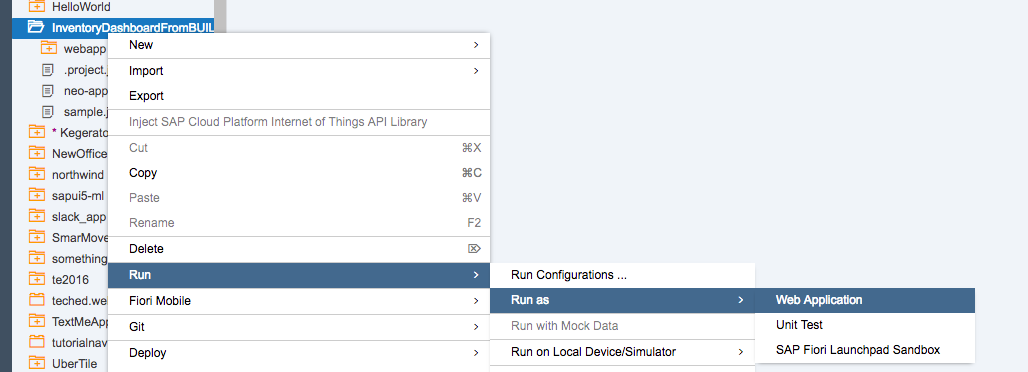 HelloWorld
InventoryDashboardFromBUIL
webapp
.project.j
neo-app
sample.j
* Kegerato
NewOffice
northwind
sapui5-ml
slack_app
SmarMove
something
te2016
teched.we
TextMeApp
tutorialnav
UberTile
New
Import
Export
Inject SAP Cloud Platform Internet of Things API Library
Cut ⌘X
Copy ⌘C
Paste ⌘V
Rename F2
Delete ⌦
Run
Fiori Mobile
Git
Deploy
Run Configurations ...
Run as
Run with Mock Data
Run on Local Device/Simulator
Web Application
Unit Test
SAP Fiori Launchpad Sandbox